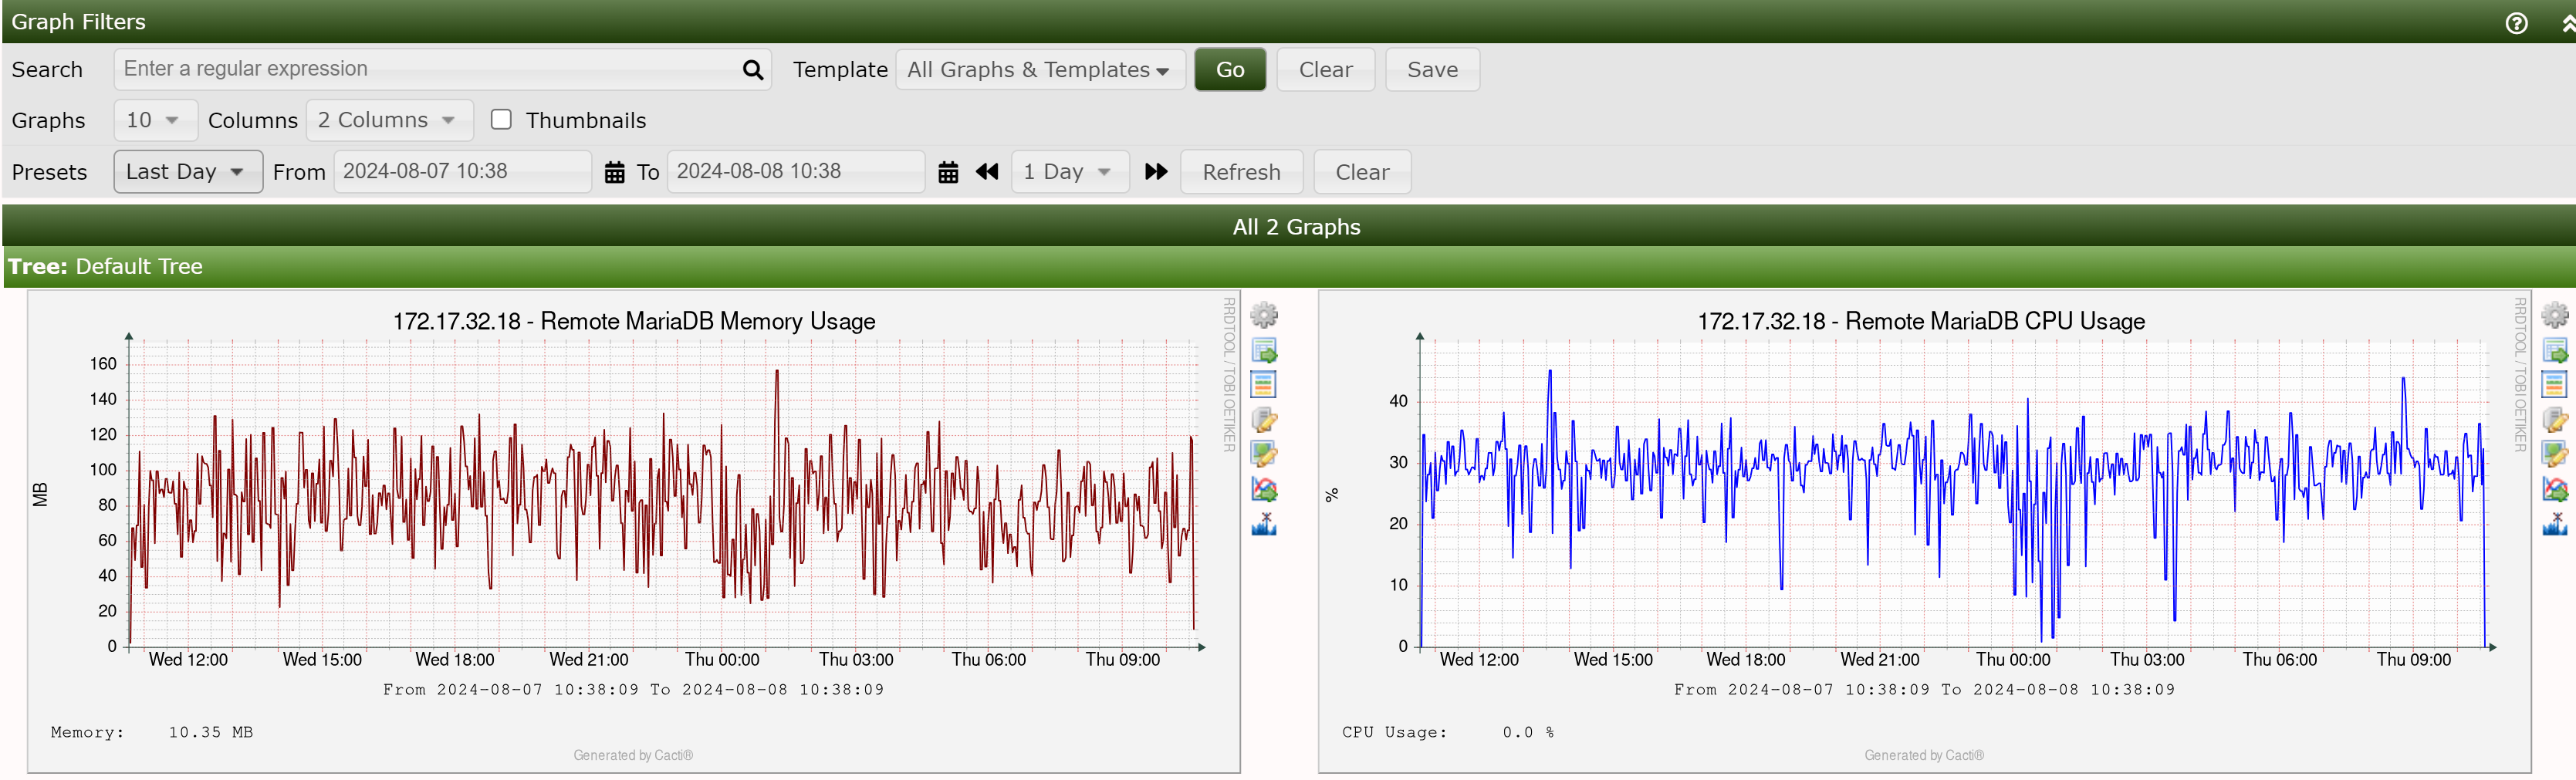 Graph Filters
Search Enter a regular expression Template All Graphs & Templates Go Clear Save
Graphs 10 Columns 2 Columns Thumbnails
Presets Last Day From 2024-08-07 10:38 To 2024-08-08 10:38 1 Day Refresh Clear
All 2 Graphs
Tree: Default Tree
172.17.32.18 - Remote MariaDB Memory Usage
RRDTOOL / TOBI OETIKER
MB
160
140
120
100
80
60
40
20
0
Wed 12:00 Wed 15:00 Wed 18:00 Wed 21:00 Thu 00:00 Thu 03:00 Thu 06:00 Thu 09:00
From 2024-08-07 10:38:09 To 2024-08-08 10:38:09
Memory: 10.35 MB
Generated by Cacti®
172.17.32.18 - Remote MariaDB CPU Usage
RRDTOOL / TOBI OETIKER
%
40
30
20
10
0
Wed 12:00 Wed 15:00 Wed 18:00 Wed 21:00 Thu 00:00 Thu 03:00 Thu 06:00 Thu 09:00
From 2024-08-07 10:38:09 To 2024-08-08 10:38:09
CPU Usage: 0.0 %
Generated by Cacti®